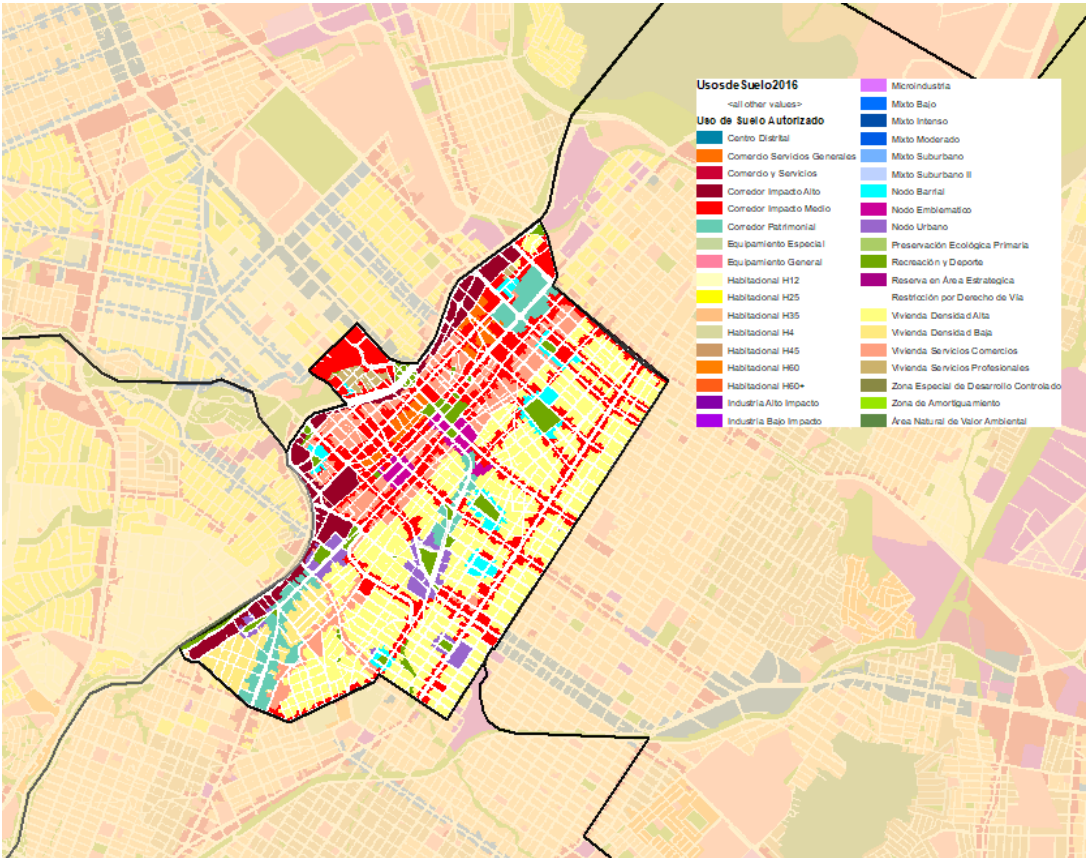 UsosdeSuelo2016
<all other values>
Uso de Suelo Autorizado
Centro Distrital
Comercio Servicios Generales
Comercio y Servicios
Corredor Impacto Alto
Corredor Impacto Medio
Corredor Patrimonial
Equipamiento Especial
Equipamiento General
Habitacional H12
Habitacional H25
Habitacional H35
Habitacional H4
Habitacional H45
Habitacional H60
Habitacional H60+
Industria Alto Impacto
Industria Bajo Impacto
Microindustria
Mixto Bajo
Mixto Intenso
Mixto Moderado
Mixto Suburbano
Mixto Suburbano II
Nodo Barrial
Nodo Emblematico
Nodo Urbano
Preservación Ecológica Primaria
Recreación y Deporte
Reserva en Área Estrategica
Restricción por Derecho de Vía
Vivienda Densidad Alta
Vivienda Densidad Baja
Vivienda Servicios Comercios
Vivienda Servicios Profesionales
Zona Especial de Desarrollo Controlado
Zona de Amortiguamiento
Área Natural de Valor Ambiental